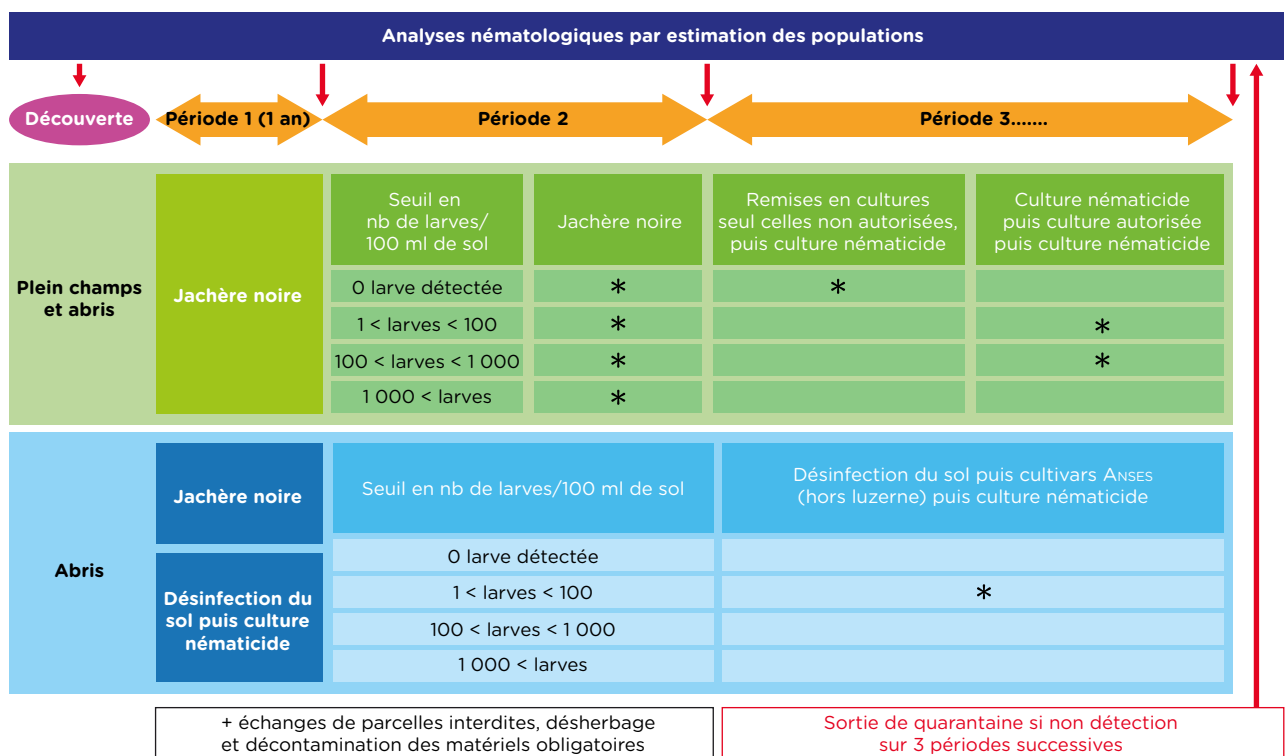 Analyses nématologiques par estimation des populations
Découverte
Période 1 (1 an)
Période 2
Période 3.......
Plein champs
et abris
Jachère noire
Seuil en
nb de larves/
100 ml de sol
Jachère noire
Remises en cultures
seul celles non autorisées,
puis culture nématicide
Culture nématicide
puis culture autorisée
puis culture nématicide
0 larve détectée
*
*
1 < larves < 100
*
*
100 < larves < 1 000
*
*
1 000 < larves
*
Abris
Jachère noire
Désinfection du
sol puis culture
nématicide
Seuil en nb de larves/100 ml de sol
Désinfection du sol puis cultivars ANSES
(hors luzerne) puis culture nématicide
0 larve détectée
1 < larves < 100
*
100 < larves < 1 000
1 000 < larves
+ échanges de parcelles interdites, désherbage
et décontamination des matériels obligatoires
Sortie de quarantaine si non détection
sur 3 périodes successives